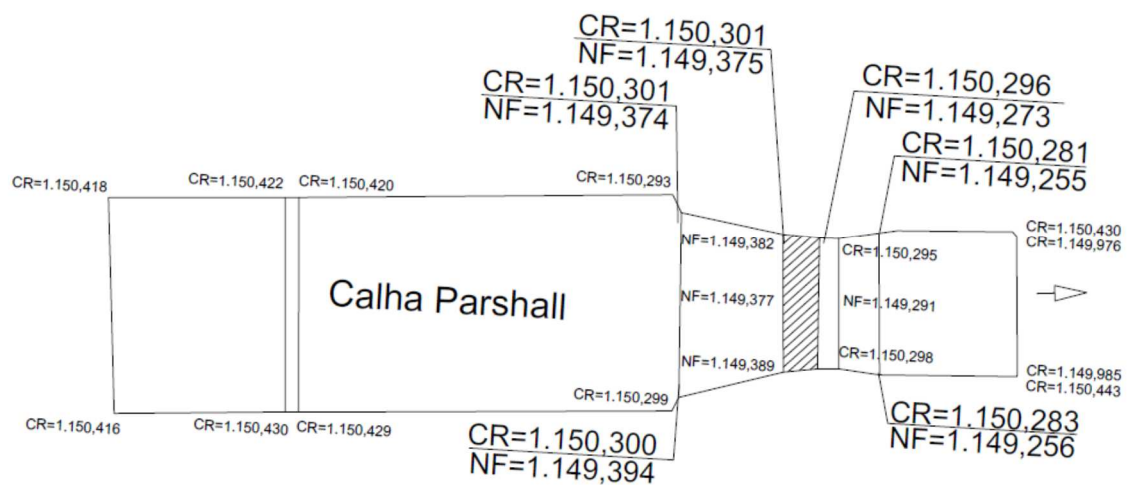 CR=1.150,301
NF=1.149,375
CR=1.150,301
NF=1.149,374
CR=1.150,296
NF=1.149,273
CR=1.150,281
NF=1.149,255
CR=1.150,418
CR=1.150,422
CR=1.150,420
CR=1.150,293
CR=1.150,430
CR=1.149,976
NF=1.149,382
CR=1.150,295
Calha Parshall
NF=1.149,377
NF=1.149,291
NF=1.149,389
CR=1.150,298
CR=1.149,985
CR=1.150,443
CR=1.150,299
CR=1.150,416
CR=1.150,430
CR=1.150,429
CR=1.150,300
NF=1.149,394
CR=1.150,283
NF=1.149,256